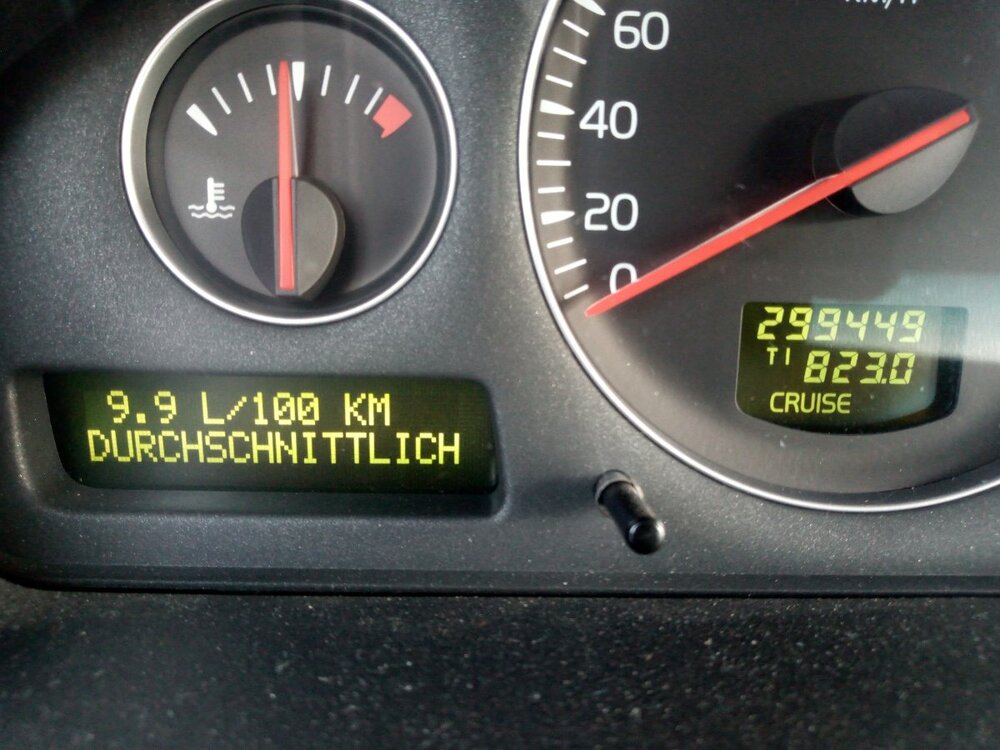 60
40
20
0
299449
T1 823.0
CRUISE
9.9 L/100 KM
DURCHSCHNITTLICH